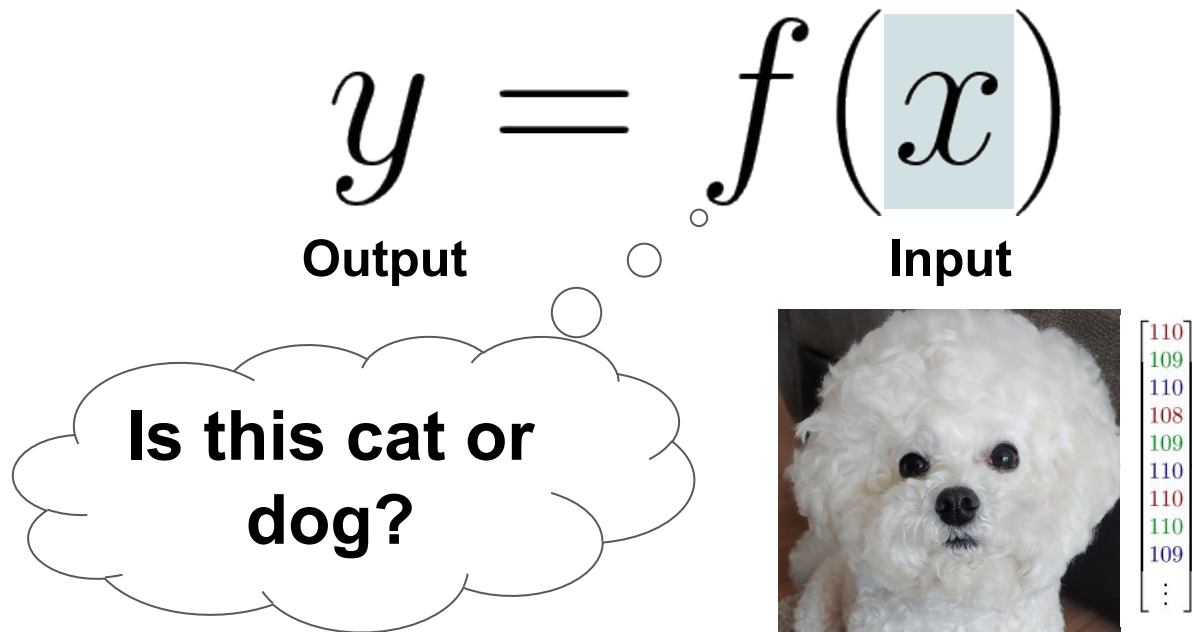 y = f(x)
Output
Input
Is this cat or
dog?
110
109
110
108
109
110
110
110
109
⋮